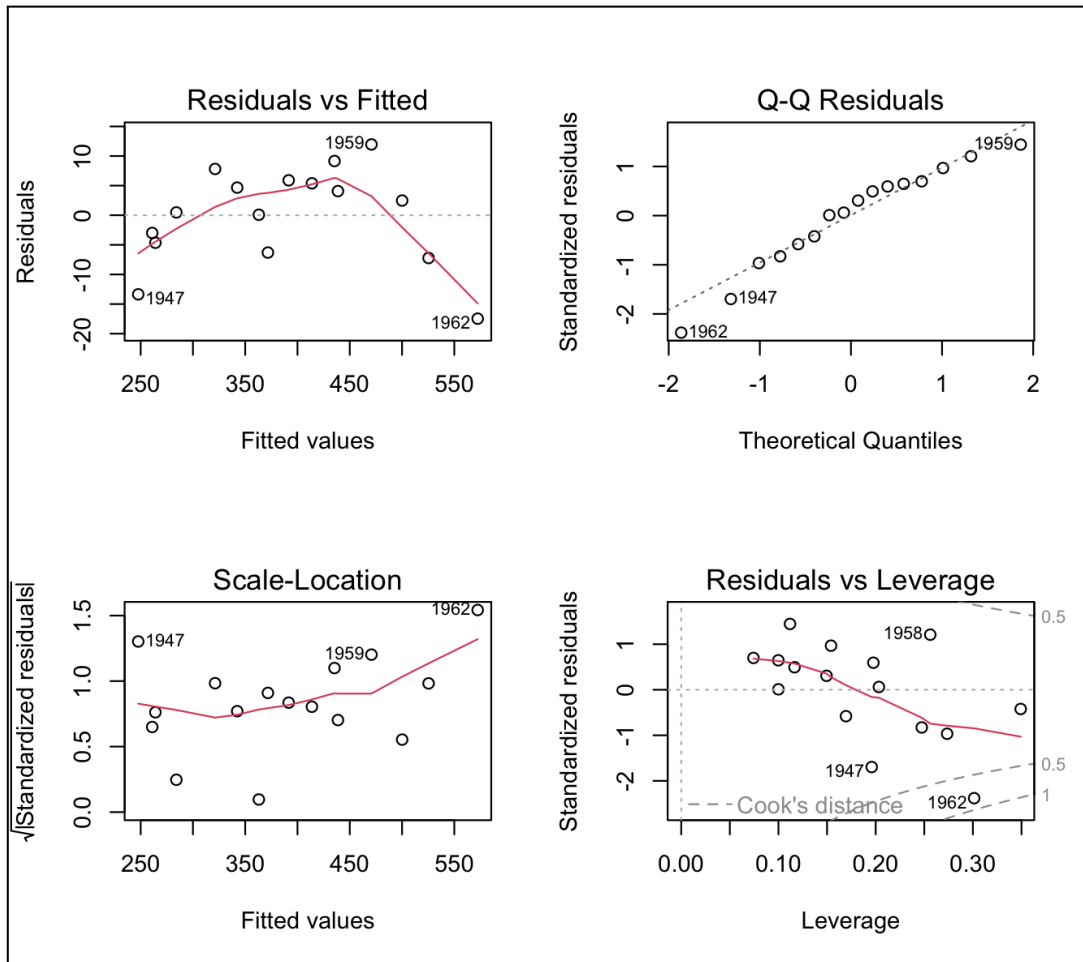 Residuals vs Fitted
Residuals
10
0
-10
-20
1959
1947
1962
250 350 450 550
Fitted values
Q-Q Residuals
Standardized residuals
1
0
-1
-2
1959
1947
1962
-2 -1 0 1 2
Theoretical Quantiles
Scale-Location
√|Standardized residuals|
1.5
1.0
0.5
0.0
1962
1947
1959
250 350 450 550
Fitted values
Residuals vs Leverage
Standardized residuals
1
0
-1
-2
0.5
1958
1947
0.5
1962
1
Cook's distance
0.00 0.10 0.20 0.30
Leverage